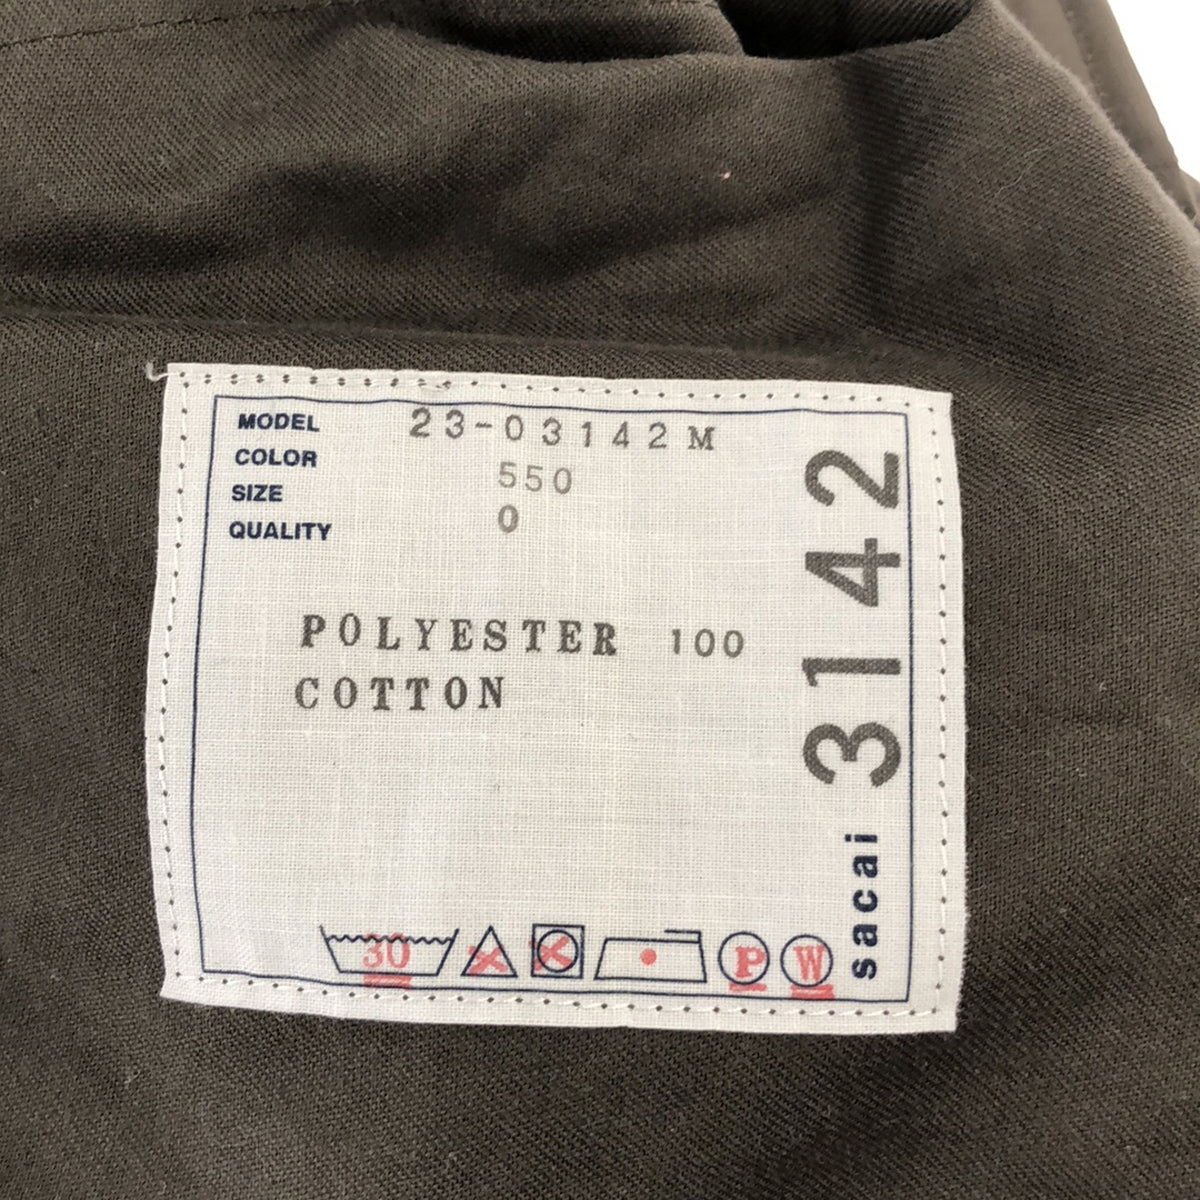 MODEL 23-03142M
COLOR 550
SIZE 0
QUALITY
POLYESTER 100
COTTON
30 P W
sacai 3142